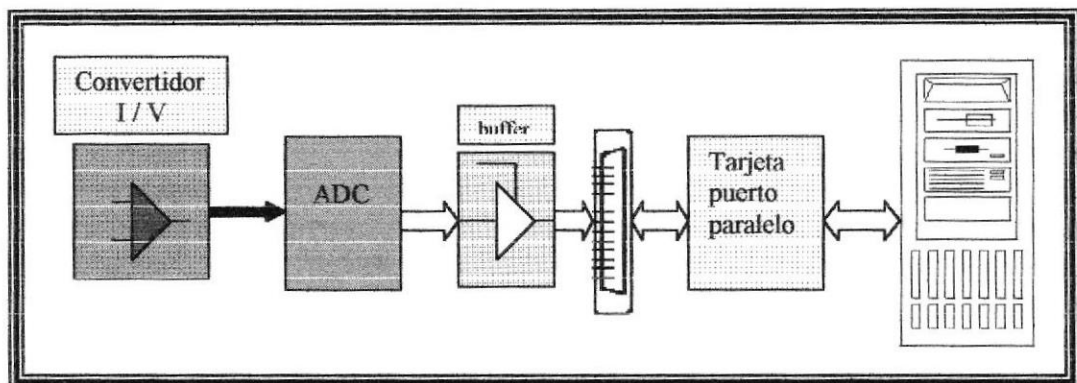 Convertidor
I / V
ADC
buffer
Tarjeta
puerto
paralelo